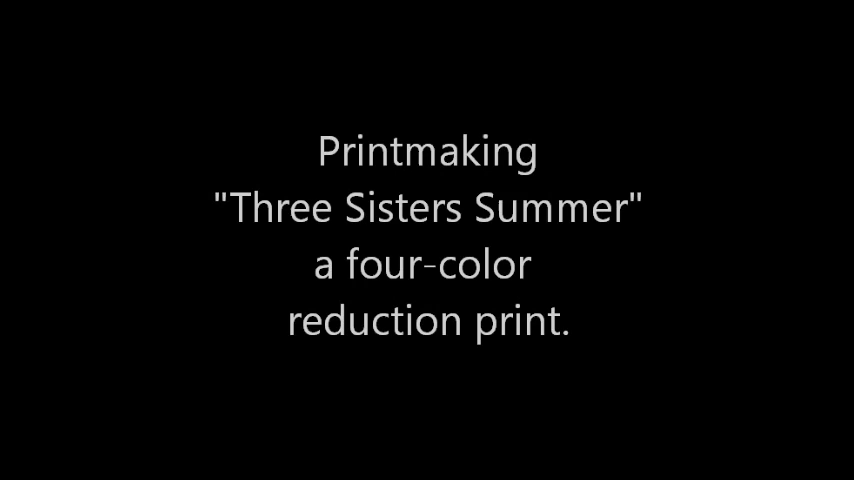 Printmaking
"Three Sisters Summer"
a four-color
reduction print.